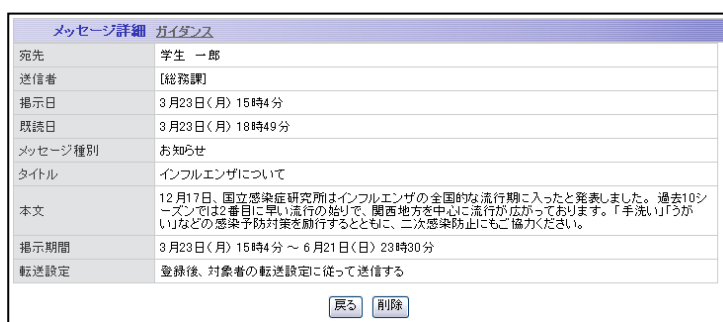 メッセージ詳細 ガイダンス
宛先 学生 一郎
送信者 [総務課]
掲示日 3月23日(月) 15時4分
既読日 3月23日(月) 18時49分
メッセージ種別 お知らせ
タイトル インフルエンザについて
本文 12月17日、国立感染症研究所はインフルエンザの全国的な流行期に入ったと発表しました。 過去10シ
ーズンでは2番目に早い流行の始りで、関西地方を中心に流行が広がっております。「手洗い」「うが
い」などの感染予防対策を励行するとともに、二次感染防止にもご協力ください。
掲示期間 3月23日(月) 15時4分 ～ 6月21日(日) 23時30分
転送設定 登録後、対象者の転送設定に従って送信する
戻る 削除